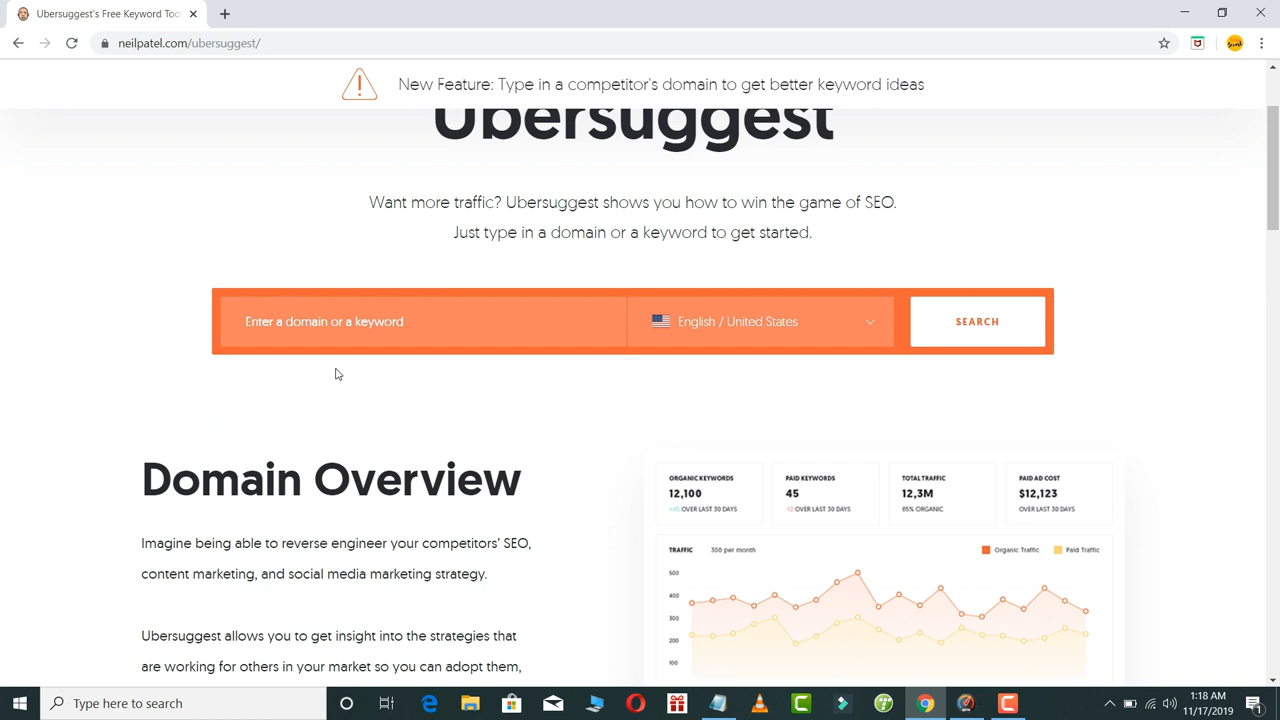 Ubersuggest's Free Keyword Too
neilpatel.com/ubersuggest/
New Feature: Type in a competitor's domain to get better keyword ideas
Ubersuggest
Want more traffic? Ubersuggest shows you how to win the game of SEO.
Just type in a domain or a keyword to get started.
Enter a domain or a keyword
English / United States
SEARCH
Domain Overview
Imagine being able to reverse engineer your competitors' SEO,
content marketing, and social media marketing strategy.
Ubersuggest allows you to get insight into the strategies that
are working for others in your market so you can adopt them,
ORGANIC KEYWORDS
12,100
+45 OVER LAST 30 DAYS
PAID KEYWORDS
45
-12 OVER LAST 30 DAYS
TOTAL TRAFFIC
12,3M
85% ORGANIC
PAID AD COST
$12,123
OVER LAST 30 DAYS
TRAFFIC 300 per month
Organic Traffic Paid Traffic
500
400
300
200
100
Type here to search
1:18 AM
11/17/2019